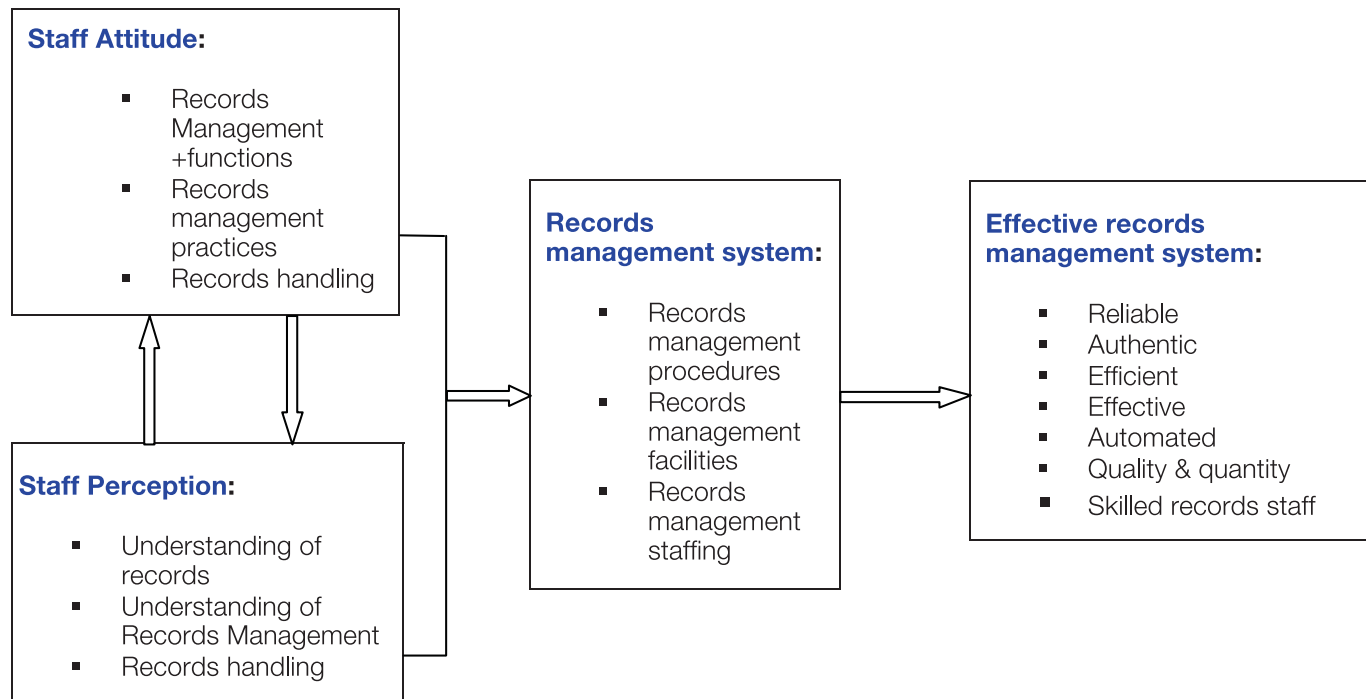 Staff Attitude:
▪ Records
Management
+functions
▪ Records
management
practices
▪ Records handling
Staff Perception:
▪ Understanding of
records
▪ Understanding of
Records Management
▪ Records handling
Records
management system:
▪ Records
management
procedures
▪ Records
management
facilities
▪ Records
management
staffing
Effective records
management system:
▪ Reliable
▪ Authentic
▪ Efficient
▪ Effective
▪ Automated
▪ Quality & quantity
▪ Skilled records staff